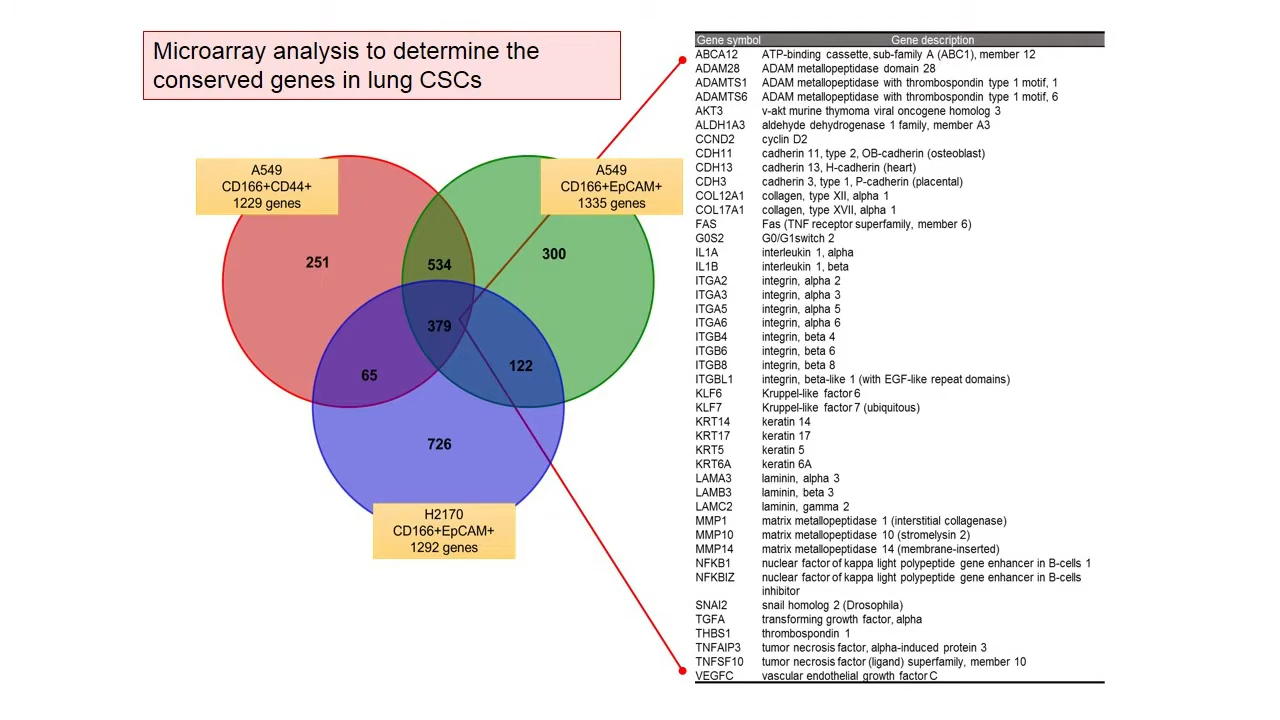 Microarray analysis to determine the
conserved genes in lung CSCs
A549
CD166+CD44+
1229 genes
A549
CD166+EpCAM+
1335 genes
251
534
300
379
65
122
726
H2170
CD166+EpCAM+
1292 genes
Gene symbol Gene description
ABCA12 ATP-binding cassette, sub-family A (ABC1), member 12
ADAM28 ADAM metallopeptidase domain 28
ADAMTS1 ADAM metallopeptidase with thrombospondin type 1 motif, 1
ADAMTS6 ADAM metallopeptidase with thrombospondin type 1 motif, 6
AKT3 v-akt murine thymoma viral oncogene homolog 3
ALDH1A3 aldehyde dehydrogenase 1 family, member A3
CCND2 cyclin D2
CDH11 cadherin 11, type 2, OB-cadherin (osteoblast)
CDH13 cadherin 13, H-cadherin (heart)
CDH3 cadherin 3, type 1, P-cadherin (placental)
COL12A1 collagen, type XII, alpha 1
COL17A1 collagen, type XVII, alpha 1
FAS Fas (TNF receptor superfamily, member 6)
G0S2 G0/G1switch 2
IL1A interleukin 1, alpha
IL1B interleukin 1, beta
ITGA2 integrin, alpha 2
ITGA3 integrin, alpha 3
ITGA5 integrin, alpha 5
ITGA6 integrin, alpha 6
ITGB4 integrin, beta 4
ITGB6 integrin, beta 6
ITGB8 integrin, beta 8
ITGBL1 integrin, beta-like 1 (with EGF-like repeat domains)
KLF6 Kruppel-like factor 6
KLF7 Kruppel-like factor 7 (ubiquitous)
KRT14 keratin 14
KRT17 keratin 17
KRT5 keratin 5
KRT6A keratin 6A
LAMA3 laminin, alpha 3
LAMB3 laminin, beta 3
LAMC2 laminin, gamma 2
MMP1 matrix metallopeptidase 1 (interstitial collagenase)
MMP10 matrix metallopeptidase 10 (stromelysin 2)
MMP14 matrix metallopeptidase 14 (membrane-inserted)
NFKB1 nuclear factor of kappa light polypeptide gene enhancer in B-cells 1
NFKBIZ nuclear factor of kappa light polypeptide gene enhancer in B-cells
inhibitor
SNAI2 snail homolog 2 (Drosophila)
TGFA transforming growth factor, alpha
THBS1 thrombospondin 1
TNFAIP3 tumor necrosis factor, alpha-induced protein 3
TNFSF10 tumor necrosis factor (ligand) superfamily, member 10
VEGFC vascular endothelial growth factor C